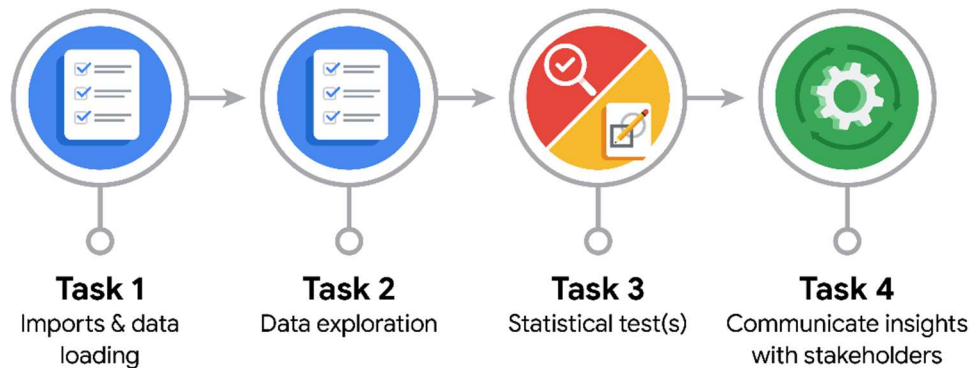 Task 1
Imports & data
loading
Task 2
Data exploration
Task 3
Statistical test(s)
Task 4
Communicate insights
with stakeholders